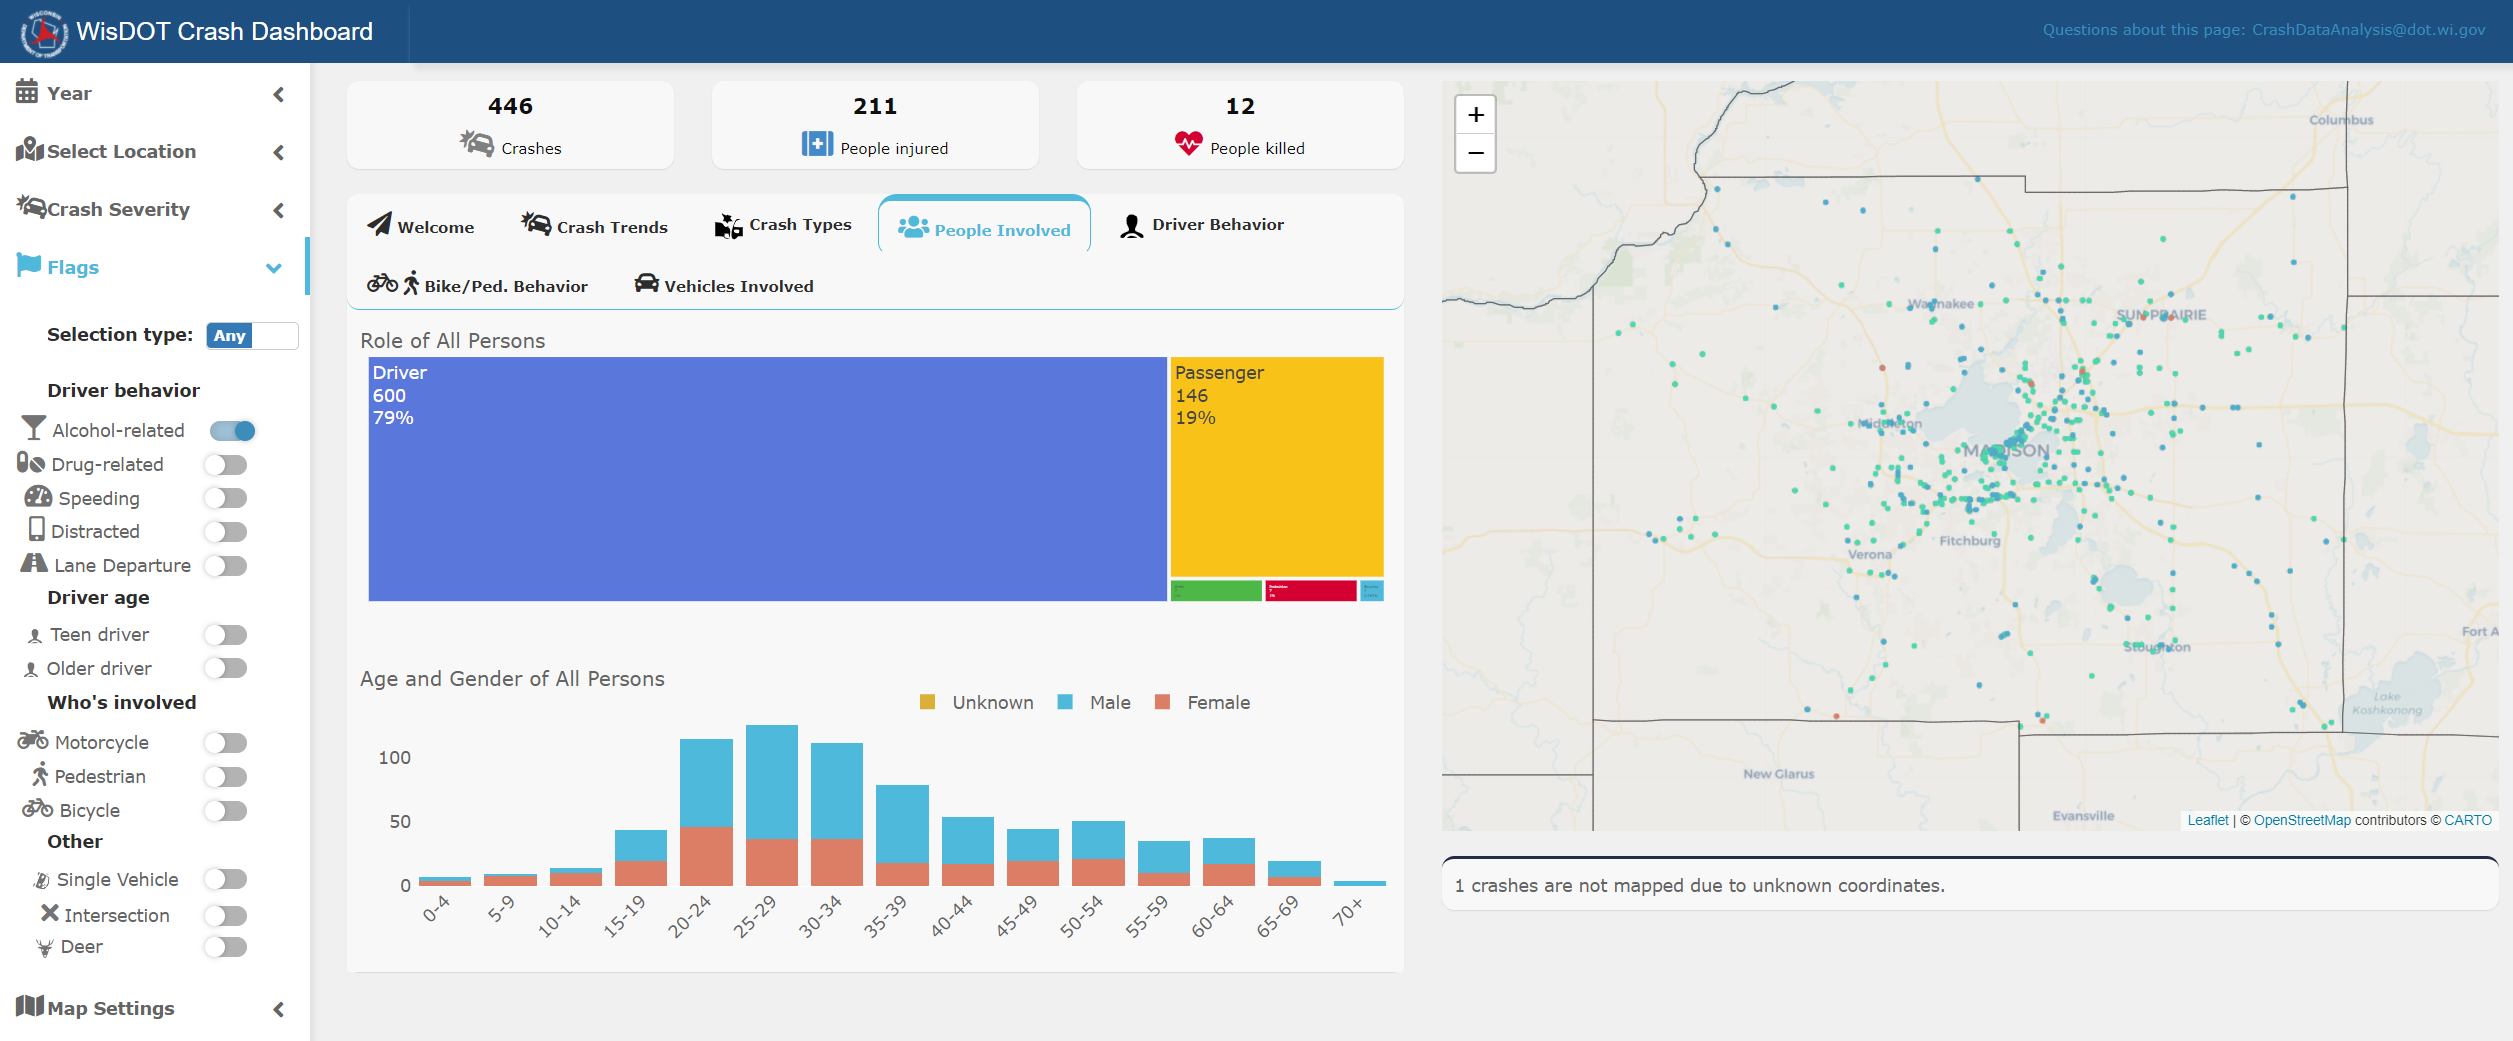 WisDOT Crash Dashboard
Questions about this page: CrashDataAnalysis@dot.wi.gov
Year
Select Location
Crash Severity
Flags
Selection type: Any
Driver behavior
Alcohol-related
Drug-related
Speeding
Distracted
Lane Departure
Driver age
Teen driver
Older driver
Who's involved
Motorcycle
Pedestrian
Bicycle
Other
Single Vehicle
Intersection
Deer
Map Settings
446
Crashes
211
People injured
12
People killed
Welcome
Crash Trends
Crash Types
People Involved
Driver Behavior
Bike/Ped. Behavior
Vehicles Involved
Role of All Persons
Driver
600
79%
Passenger
146
19%
Age and Gender of All Persons
Unknown
Male
Female
100
50
0
0-4
5-9
10-14
15-19
20-24
25-29
30-34
35-39
40-44
45-49
50-54
55-59
60-64
65-69
70+
+
−
Columbus
Waunakee
SUN PRAIRIE
Middleton
MADISON
Fitchburg
Verona
Stoughton
Fort A
Lake
Koshkonong
New Glarus
Evansville
Leaflet | © OpenStreetMap contributors © CARTO
1 crashes are not mapped due to unknown coordinates.